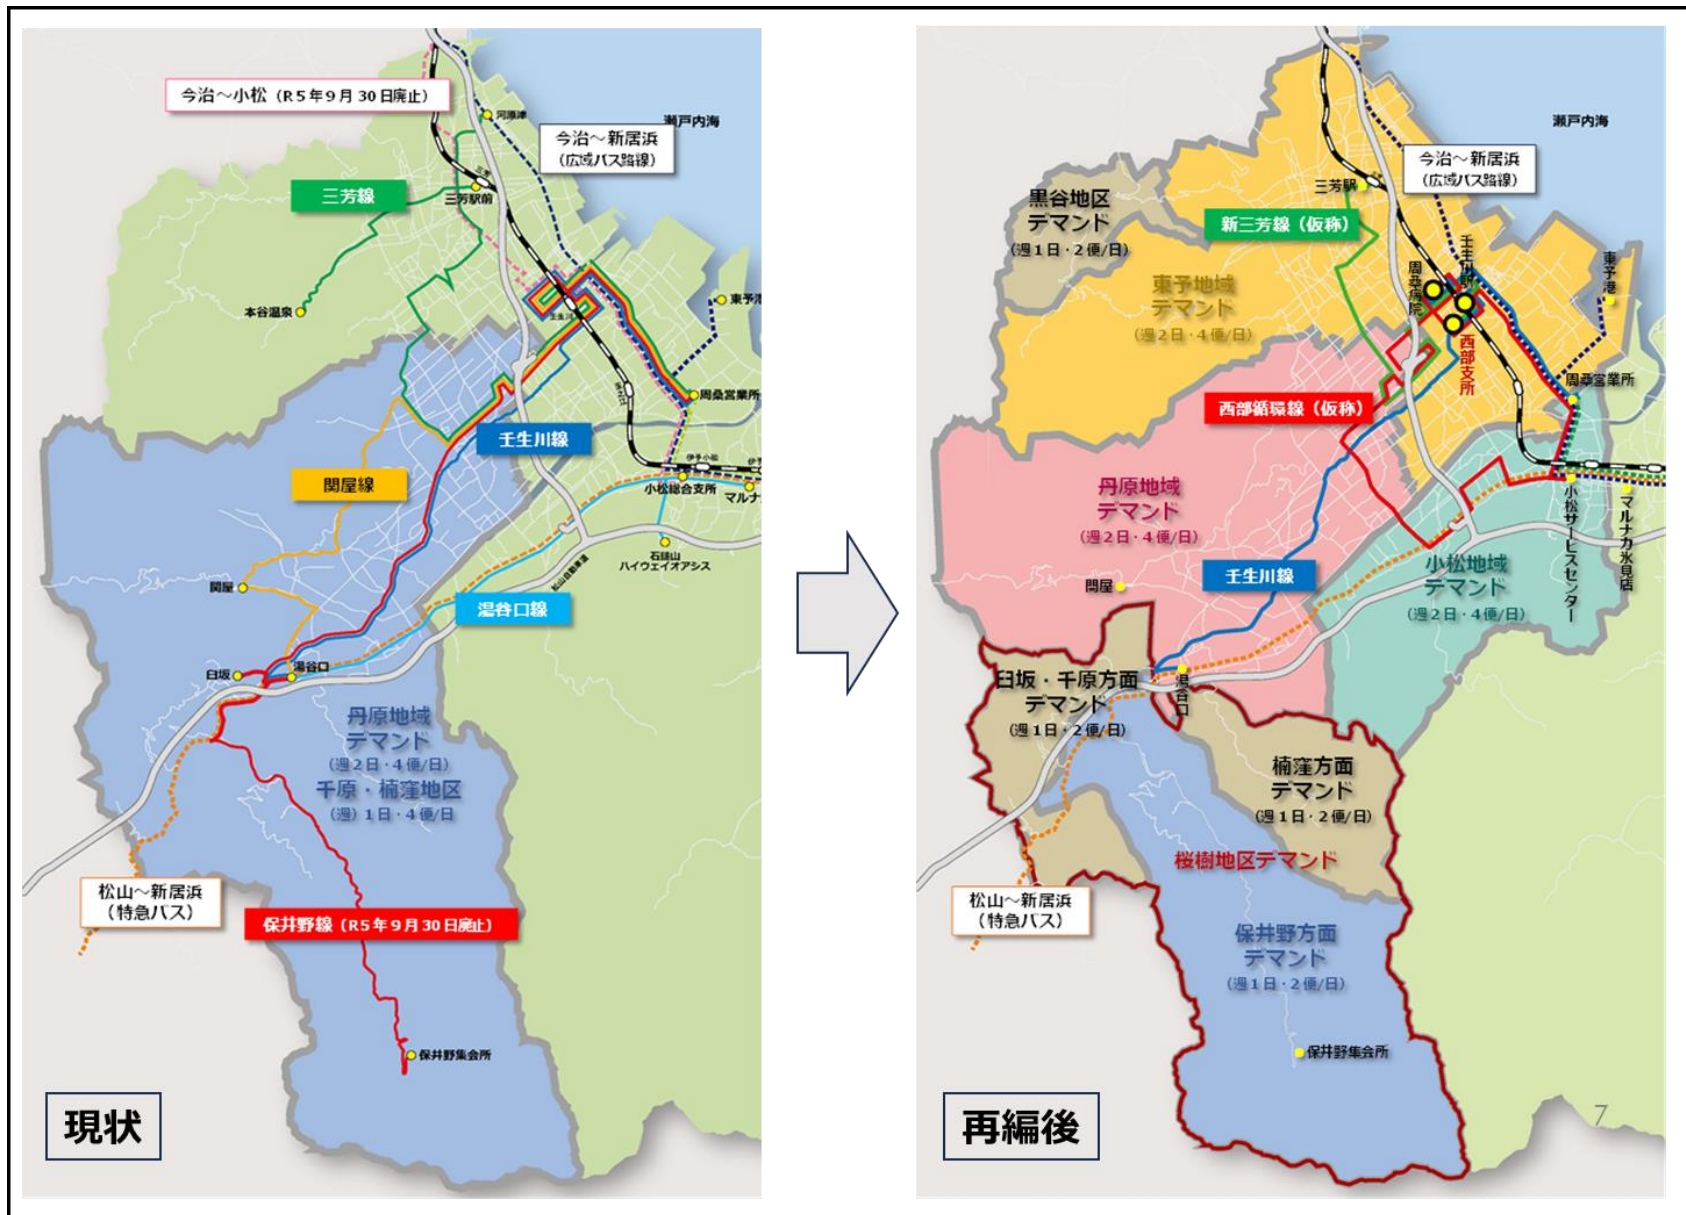 今治～小松（R５年９月30日廃止）
河原津
瀬戸内海
今治～新居浜
（広域バス路線）
三芳
三芳線
三芳駅前
本谷温泉
壬生川
東予港
周桑営業所
壬生川線
関屋線
伊予小松
小松総合支所
マルナカ
石鎚山
ハイウェイオアシス
松山自動車道
関屋
湯谷口線
湯谷口
臼坂
丹原地域
デマンド
（週２日・４便/日）
千原・楠窪地区
（週）１日・４便/日
松山～新居浜
（特急バス）
保井野線（R５年９月30日廃止）
保井野集会所
現状
瀬戸内海
今治～新居浜
（広域バス路線）
三芳駅
黒谷地区
デマンド
（週１日・２便/日）
新三芳線（仮称）
壬生川駅
周桑病院
東予港
東予地域
デマンド
（週２日・４便/日）
西部支所
周桑営業所
西部循環線（仮称）
丹原地域
デマンド
（週２日・４便/日）
小松サービスセンター
マルナカ氷見店
小松地域
デマンド
（週２日・４便/日）
壬生川線
関屋
湯谷口
臼坂・千原方面
デマンド
（週１日・２便/日）
楠窪方面
デマンド
（週１日・２便/日）
桜樹地区デマンド
松山～新居浜
（特急バス）
保井野方面
デマンド
（週１日・２便/日）
保井野集会所
再編後
7